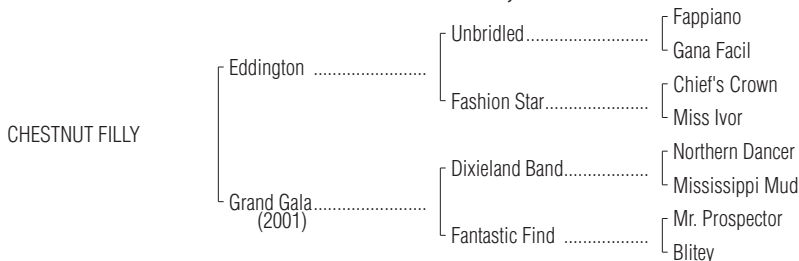 Fappiano
Unbridled........................
Gana Facil
Eddington ......................
Chief's Crown
Fashion Star....................
Miss Ivor
CHESTNUT FILLY
Northern Dancer
Dixieland Band................
Mississippi Mud
Grand Gala......................
(2001)
Mr. Prospector
Fantastic Find ................
Blitey